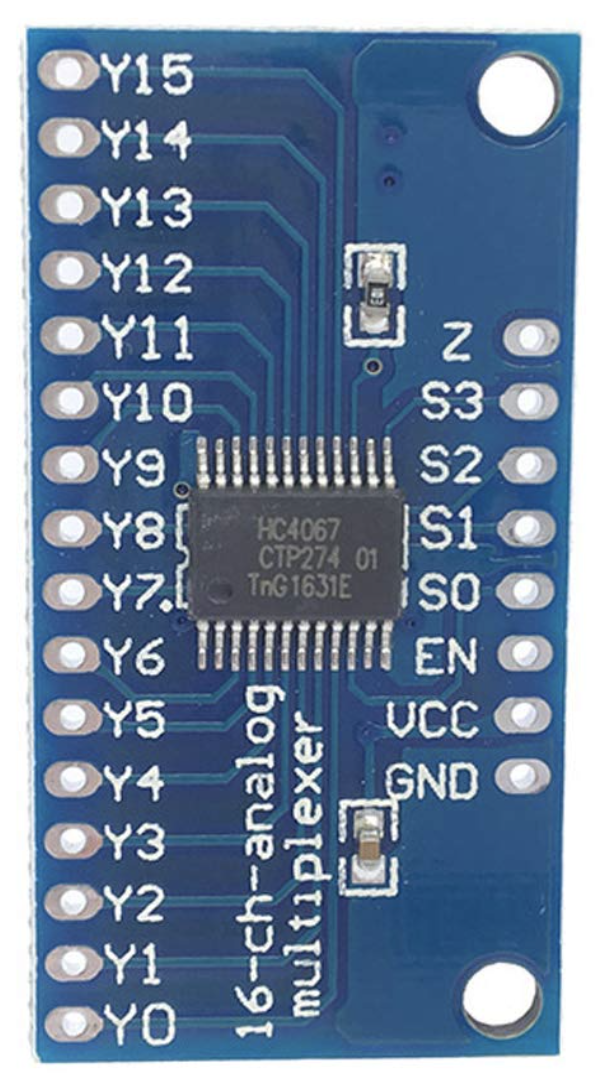 Y15
Y14
Y13
Y12
Y11
Y10
Y9
Y8
Y7
Y6
Y5
Y4
Y3
Y2
Y1
Y0
HC4067
CTP274 01
TnG1631E
16-ch-analog
multiplexer
Z
S3
S2
S1
S0
EN
VCC
GND